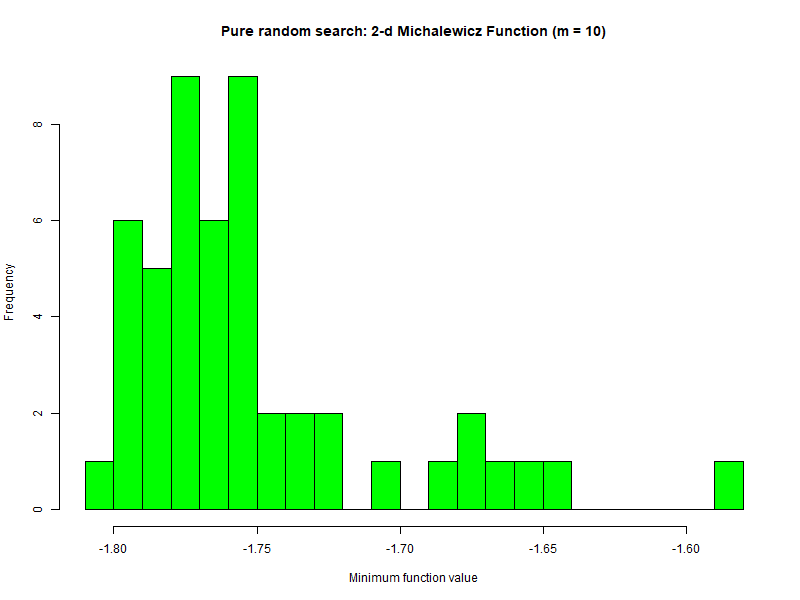 Pure random search: 2-d Michalewicz Function (m = 10)
Frequency
8
6
4
2
0
-1.80 -1.75 -1.70 -1.65 -1.60
Minimum function value